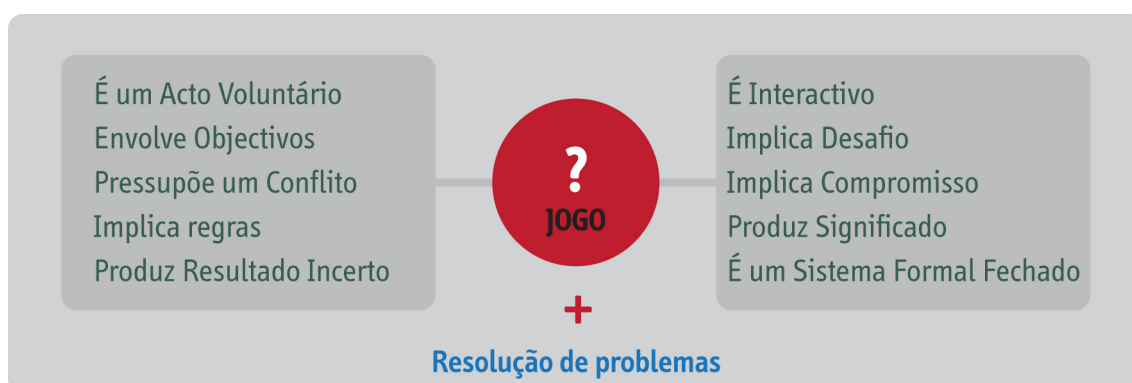 É um Acto Voluntário
Envolve Objectivos
Pressupõe um Conflito
Implica regras
Produz Resultado Incerto
?
JOGO
É Interactivo
Implica Desafio
Implica Compromisso
Produz Significado
É um Sistema Formal Fechado
+
Resolução de problemas